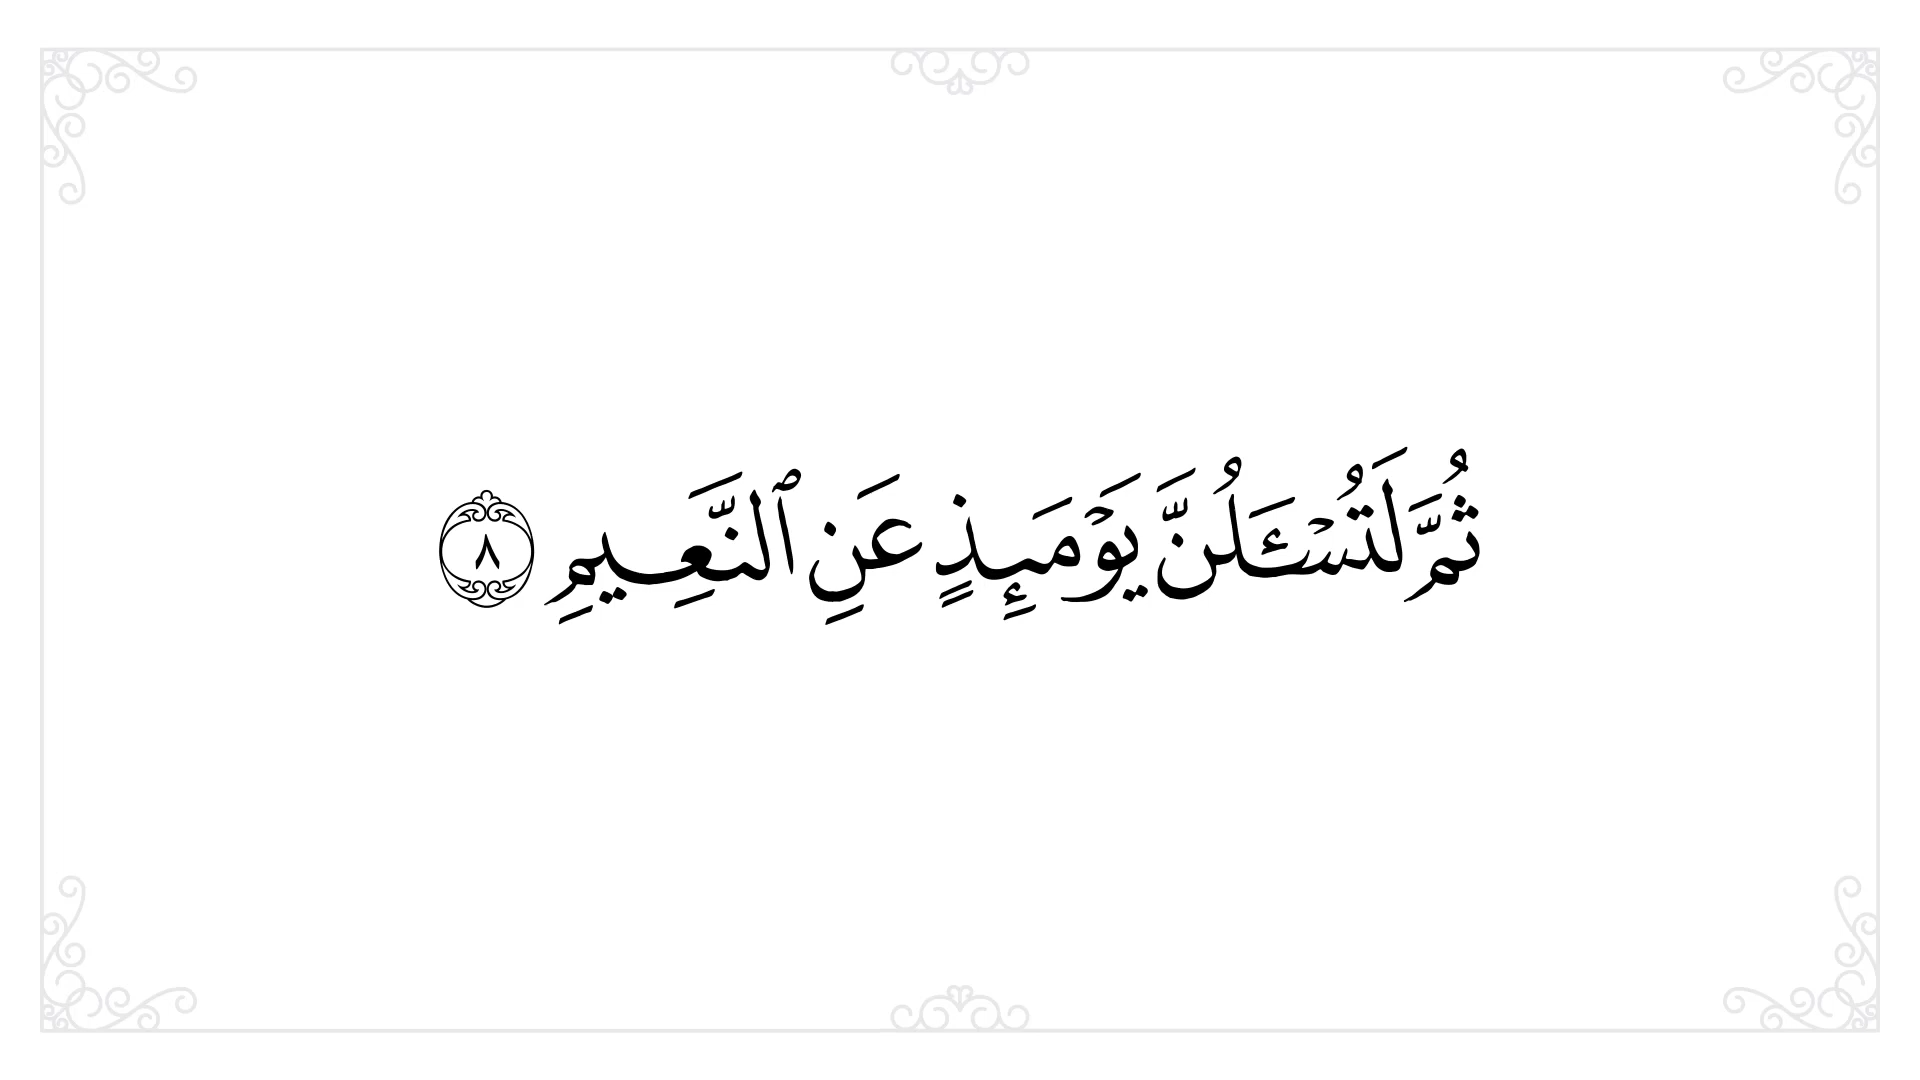 ثُمَّ لَتُسْـَٔلُنَّ يَوْمَئِذٍ عَنِ ٱلنَّعِيمِ ٨